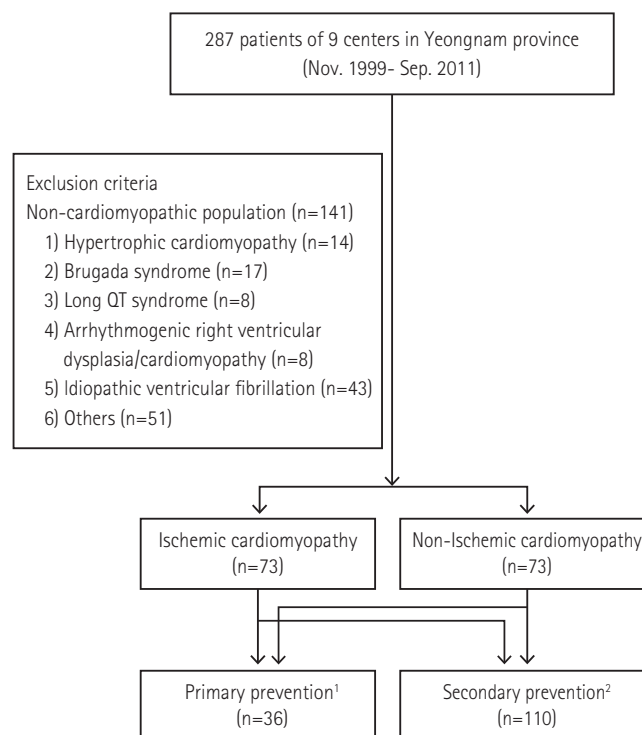 287 patients of 9 centers in Yeongnam province
(Nov. 1999- Sep. 2011)
Exclusion criteria
Non-cardiomyopathic population (n=141)
1) Hypertrophic cardiomyopathy (n=14)
2) Brugada syndrome (n=17)
3) Long QT syndrome (n=8)
4) Arrhythmogenic right ventricular
dysplasia/cardiomyopathy (n=8)
5) Idiopathic ventricular fibrillation (n=43)
6) Others (n=51)
Ischemic cardiomyopathy
(n=73)
Non-Ischemic cardiomyopathy
(n=73)
Primary prevention¹
(n=36)
Secondary prevention²
(n=110)